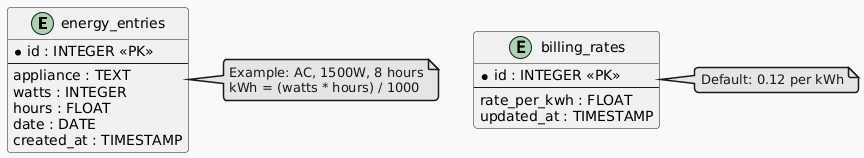 E energy_entries
* id : INTEGER «PK»
appliance : TEXT
watts : INTEGER
hours : FLOAT
date : DATE
created_at : TIMESTAMP
Example: AC, 1500W, 8 hours
kWh = (watts * hours) / 1000
E billing_rates
* id : INTEGER «PK»
rate_per_kwh : FLOAT
updated_at : TIMESTAMP
Default: 0.12 per kWh